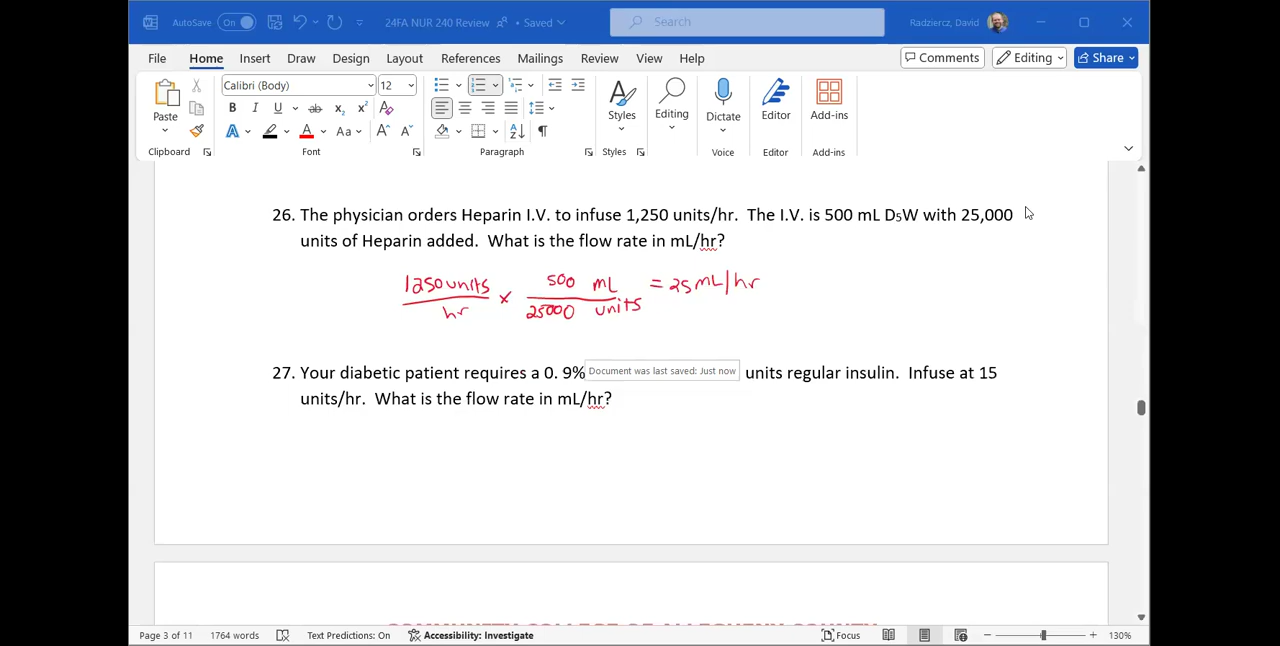 AutoSave On 24FA NUR 240 Review • Saved Search Radziercz, David
File Home Insert Draw Design Layout References Mailings Review View Help Comments Editing Share
Paste Calibri (Body) 12 Styles Editing Dictate Editor Add-ins
B I U ab x₂ x² A
A A Aa A A
Clipboard Font Paragraph Styles Voice Editor Add-ins
26. The physician orders Heparin I.V. to infuse 1,250 units/hr. The I.V. is 500 mL D₅W with 25,000
units of Heparin added. What is the flow rate in mL/hr?
1250 units 500 mL = 25 mL/hr
hr × 25000 units
27. Your diabetic patient requires a 0. 9% Document was last saved: Just now units regular insulin. Infuse at 15
units/hr. What is the flow rate in mL/hr?
Page 3 of 11 1764 words Text Predictions: On Accessibility: Investigate Focus 130%